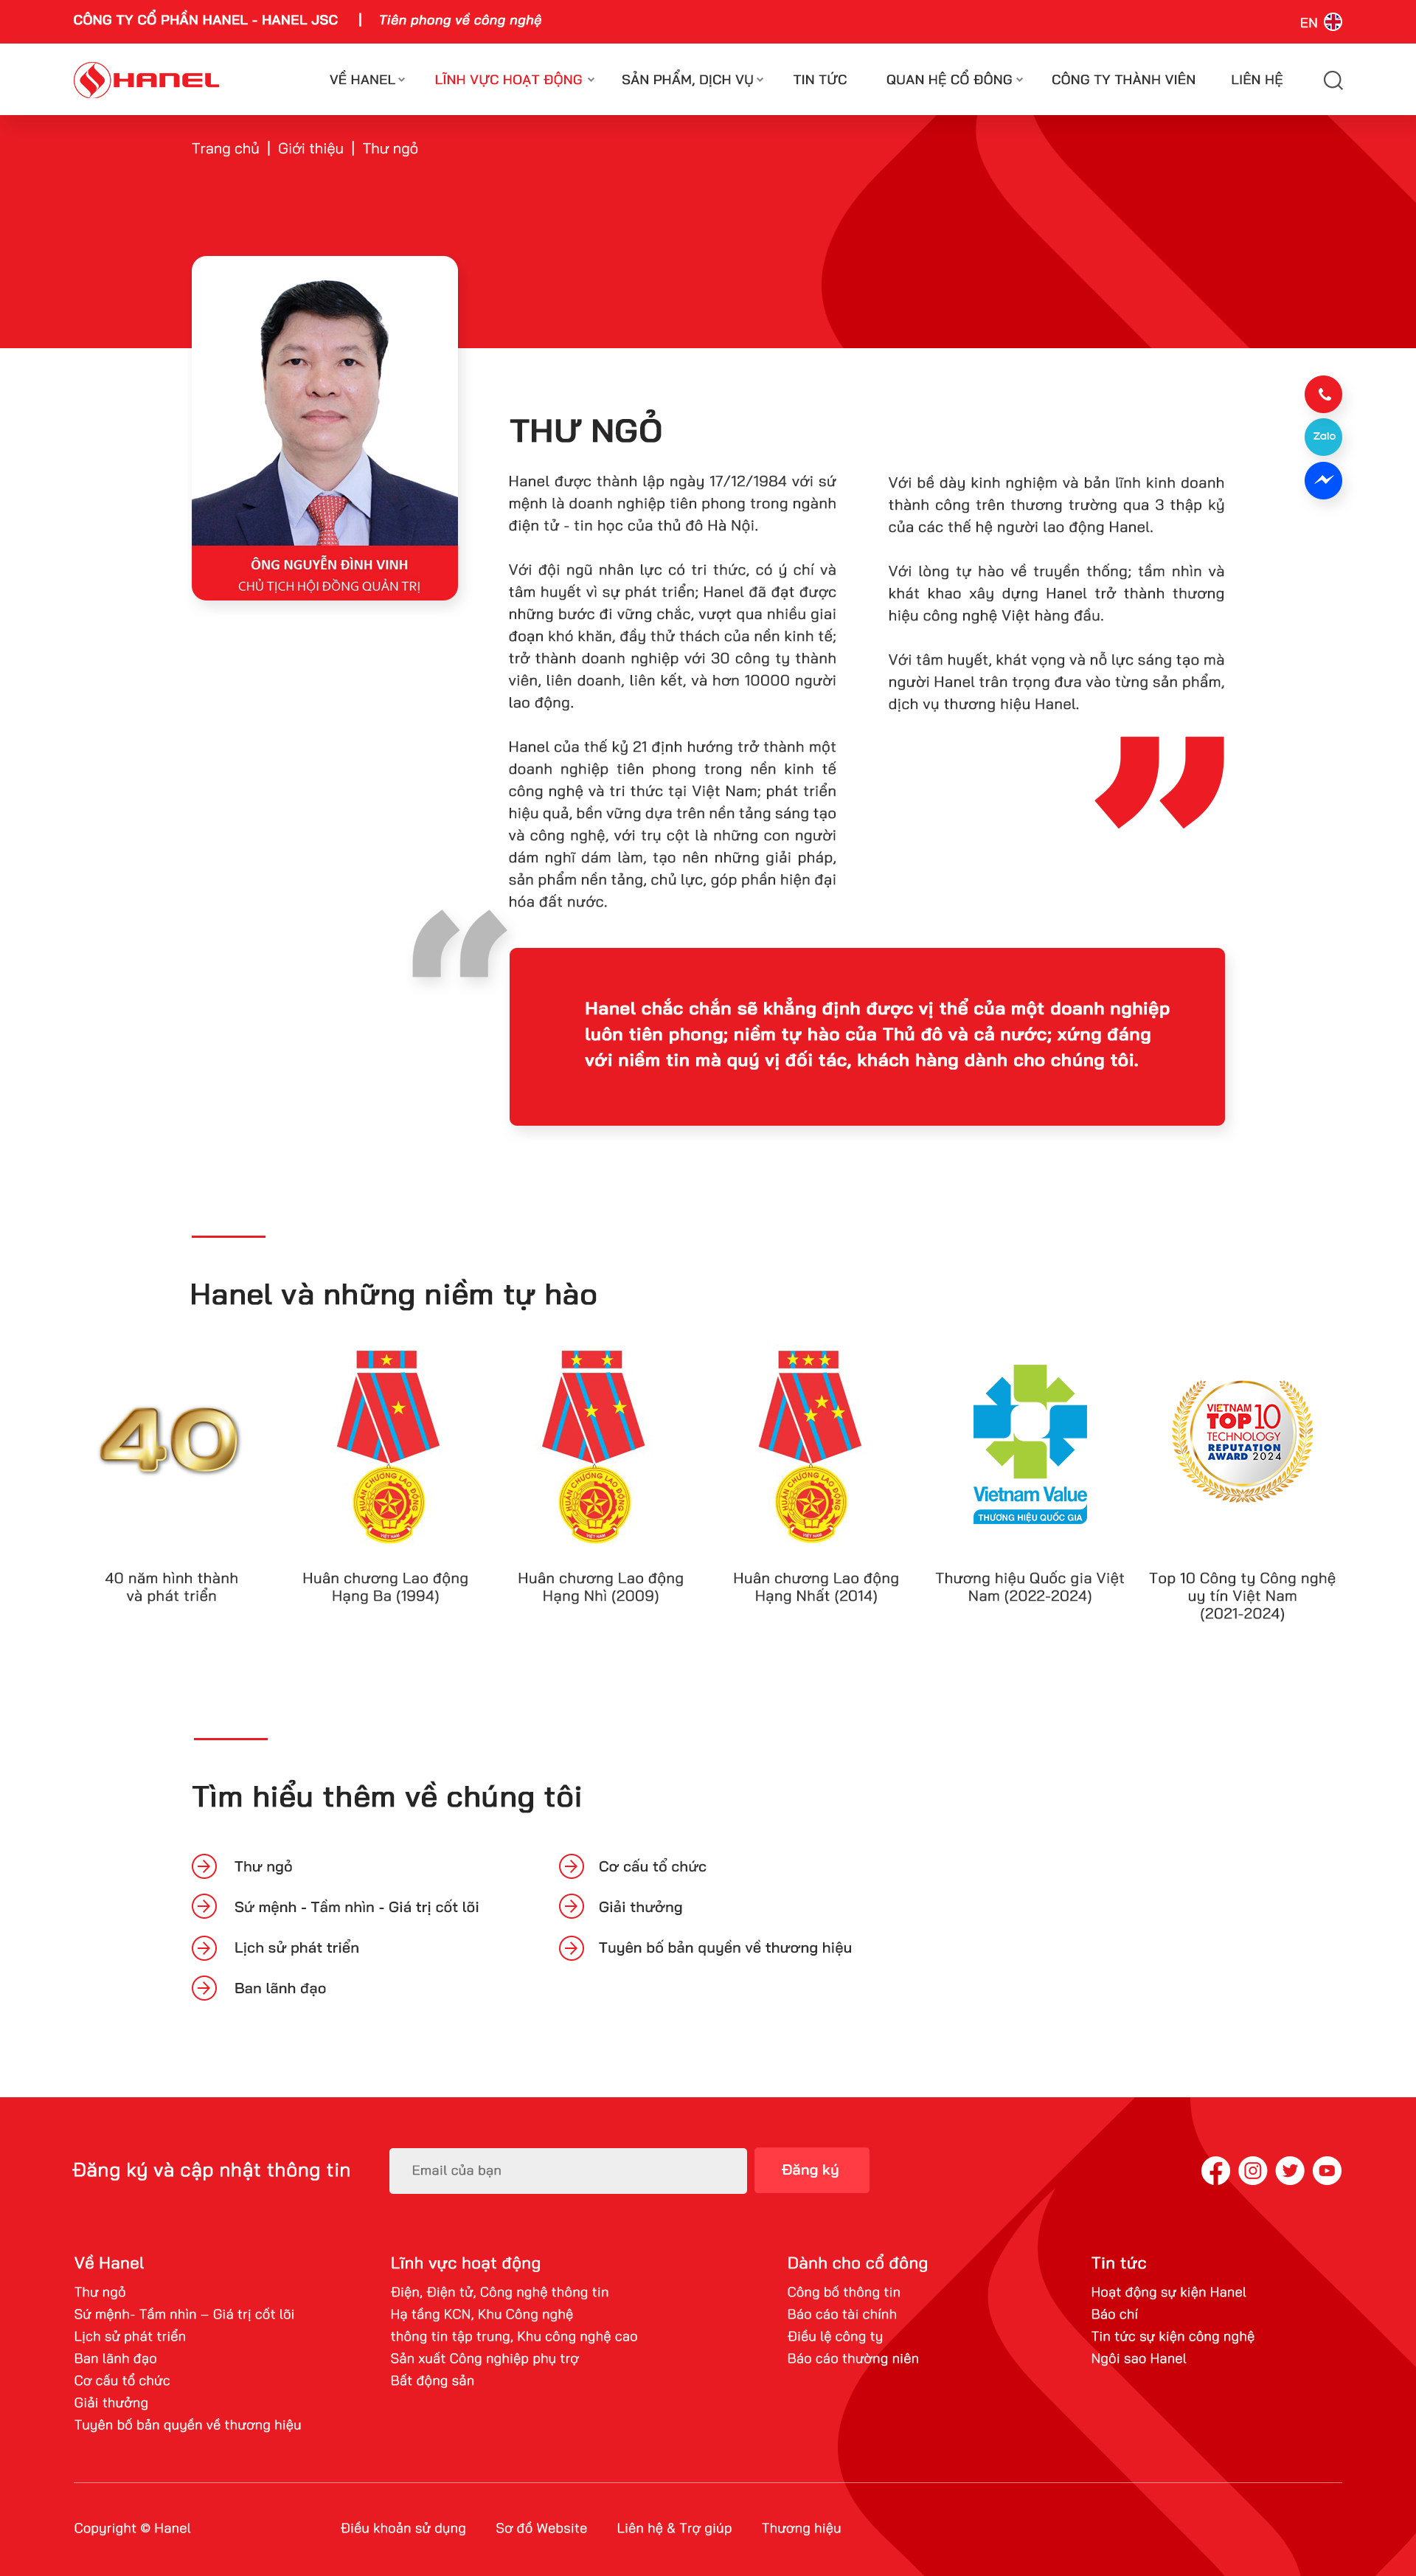 CÔNG TY CỔ PHẦN HANEL - HANEL JSC | Tiên phong về công nghệ
EN
HANEL
VỀ HANEL
LĨNH VỰC HOẠT ĐỘNG
SẢN PHẨM, DỊCH VỤ
TIN TỨC
QUAN HỆ CỔ ĐÔNG
CÔNG TY THÀNH VIÊN
LIÊN HỆ
Trang chủ | Giới thiệu | Thư ngỏ
ÔNG NGUYỄN ĐÌNH VINH
CHỦ TỊCH HỘI ĐỒNG QUẢN TRỊ
Zalo
THƯ NGỎ
Hanel được thành lập ngày 17/12/1984 với sứ
mệnh là doanh nghiệp tiên phong trong ngành
điện tử - tin học của thủ đô Hà Nội.
Với đội ngũ nhân lực có tri thức, có ý chí và
tâm huyết vì sự phát triển; Hanel đã đạt được
những bước đi vững chắc, vượt qua nhiều giai
đoạn khó khăn, đầy thử thách của nền kinh tế;
trở thành doanh nghiệp với 30 công ty thành
viên, liên doanh, liên kết, và hơn 10000 người
lao động.
Hanel của thế kỷ 21 định hướng trở thành một
doanh nghiệp tiên phong trong nền kinh tế
công nghệ và tri thức tại Việt Nam; phát triển
hiệu quả, bền vững dựa trên nền tảng sáng tạo
và công nghệ, với trụ cột là những con người
dám nghĩ dám làm, tạo nên những giải pháp,
sản phẩm nền tảng, chủ lực, góp phần hiện đại
hóa đất nước.
Với bề dày kinh nghiệm và bản lĩnh kinh doanh
thành công trên thương trường qua 3 thập kỷ
của các thế hệ người lao động Hanel.
Với lòng tự hào về truyền thống; tầm nhìn và
khát khao xây dựng Hanel trở thành thương
hiệu công nghệ Việt hàng đầu.
Với tâm huyết, khát vọng và nỗ lực sáng tạo mà
người Hanel trân trọng đưa vào từng sản phẩm,
dịch vụ thương hiệu Hanel.
Hanel chắc chắn sẽ khẳng định được vị thế của một doanh nghiệp
luôn tiên phong; niềm tự hào của Thủ đô và cả nước; xứng đáng
với niềm tin mà quý vị đối tác, khách hàng dành cho chúng tôi.
Hanel và những niềm tự hào
40
HUÂN CHƯƠNG LAO ĐỘNG
VIỆT NAM
HUÂN CHƯƠNG LAO ĐỘNG
VIỆT NAM
HUÂN CHƯƠNG LAO ĐỘNG
VIỆT NAM
Vietnam Value
THƯƠNG HIỆU QUỐC GIA
VIETNAM
TOP 10
TECHNOLOGY
REPUTATION
AWARD 2024
40 năm hình thành
và phát triển
Huân chương Lao động
Hạng Ba (1994)
Huân chương Lao động
Hạng Nhì (2009)
Huân chương Lao động
Hạng Nhất (2014)
Thương hiệu Quốc gia Việt
Nam (2022-2024)
Top 10 Công ty Công nghệ
uy tín Việt Nam
(2021-2024)
Tìm hiểu thêm về chúng tôi
Thư ngỏ
Sứ mệnh - Tầm nhìn - Giá trị cốt lõi
Lịch sử phát triển
Ban lãnh đạo
Cơ cấu tổ chức
Giải thưởng
Tuyên bố bản quyền về thương hiệu
Đăng ký và cập nhật thông tin
Email của bạn
Đăng ký
Về Hanel
Thư ngỏ
Sứ mệnh- Tầm nhìn – Giá trị cốt lõi
Lịch sử phát triển
Ban lãnh đạo
Cơ cấu tổ chức
Giải thưởng
Tuyên bố bản quyền về thương hiệu
Lĩnh vực hoạt động
Điện, Điện tử, Công nghệ thông tin
Hạ tầng KCN, Khu Công nghệ
thông tin tập trung, Khu công nghệ cao
Sản xuất Công nghiệp phụ trợ
Bất động sản
Dành cho cổ đông
Công bố thông tin
Báo cáo tài chính
Điều lệ công ty
Báo cáo thường niên
Tin tức
Hoạt động sự kiện Hanel
Báo chí
Tin tức sự kiện công nghệ
Ngôi sao Hanel
Copyright © Hanel
Điều khoản sử dụng
Sơ đồ Website
Liên hệ & Trợ giúp
Thương hiệu